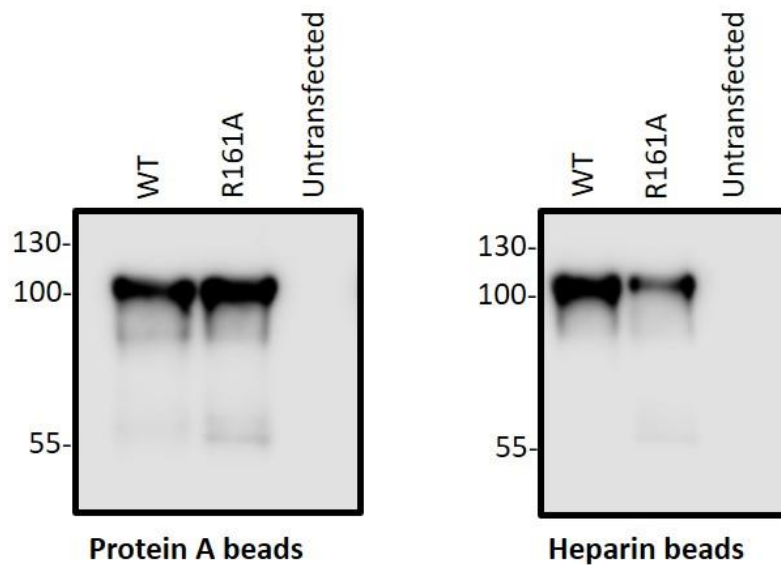 WT
R161A
Untransfected
130-
100-
55-
Protein A beads
WT
R161A
Untransfected
130-
100-
55-
Heparin beads